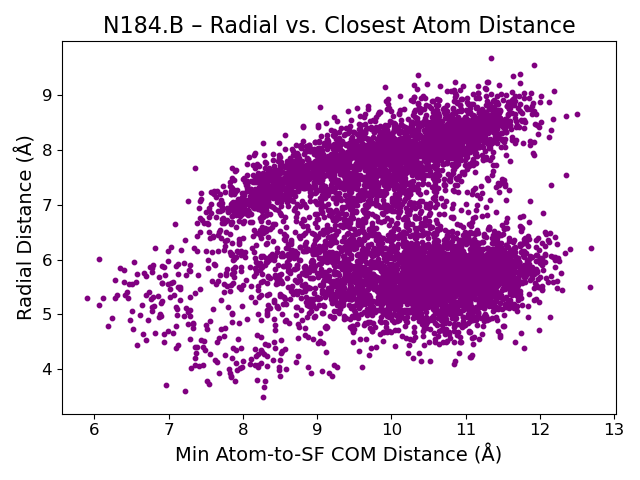 N184.B – Radial vs. Closest Atom Distance
Radial Distance (Å)
9
8
7
6
5
4
6 7 8 9 10 11 12 13
Min Atom-to-SF COM Distance (Å)